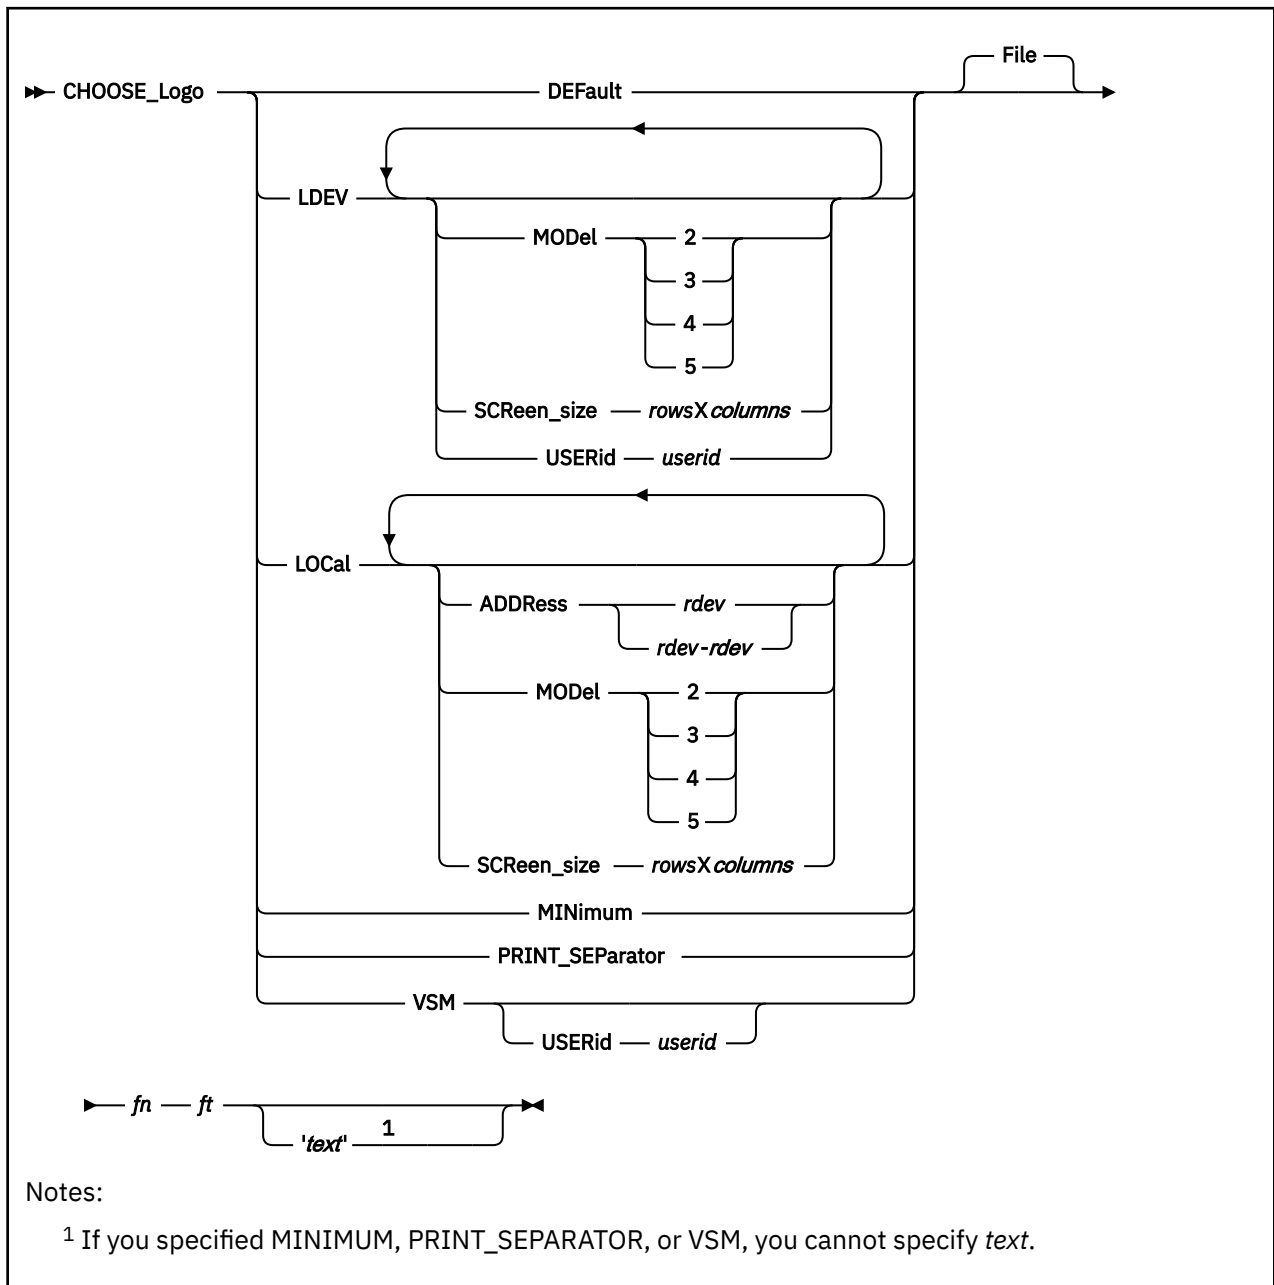 File
CHOOSE_Logo DEFault
LDEV
MODel 2
3
4
5
SCReen_size rowsXcolumns
USERid userid
LOCal
ADDRess rdev
rdev-rdev
MODel 2
3
4
5
SCReen_size rowsXcolumns
MINimum
PRINT_SEParator
VSM
USERid userid
fn ft
'text' 1
Notes:
1 If you specified MINIMUM, PRINT_SEPARATOR, or VSM, you cannot specify text.